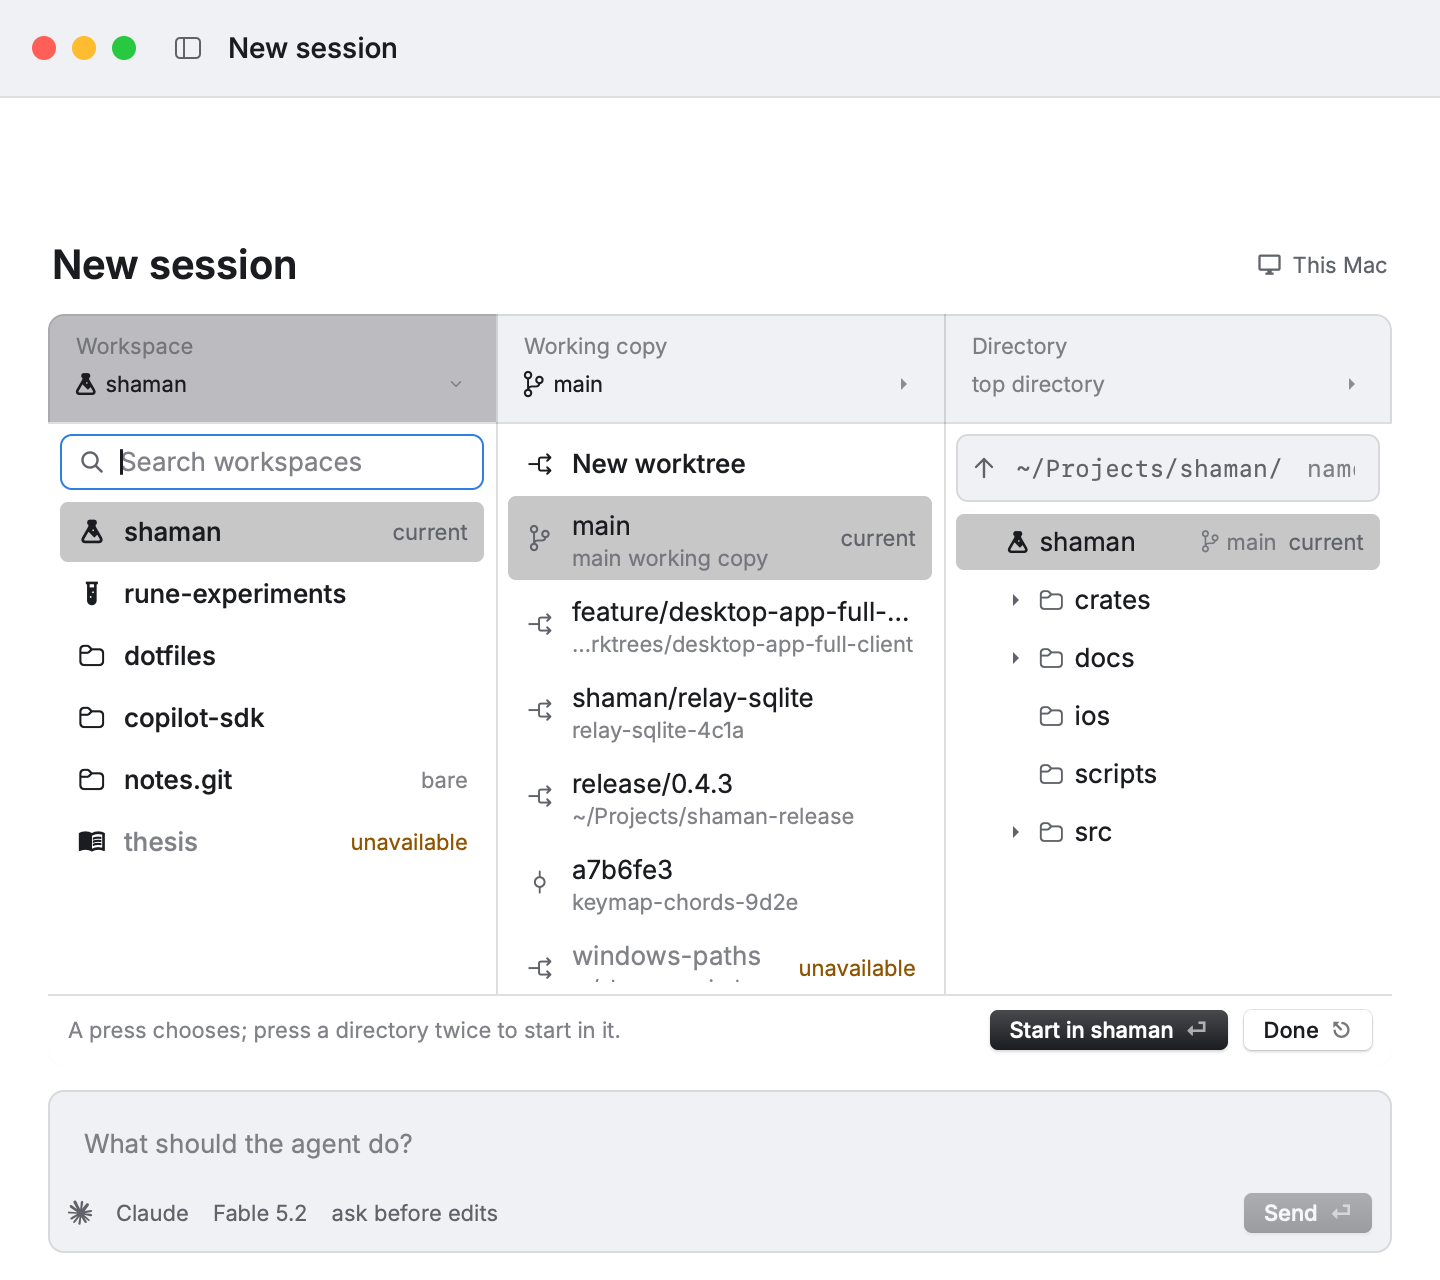 New session
New session
This Mac
Workspace
shaman
Working copy
main
Directory
top directory
Search workspaces
shaman current
rune-experiments
dotfiles
copilot-sdk
notes.git bare
thesis unavailable
New worktree
main
main working copy
current
feature/desktop-app-full-...
...rktrees/desktop-app-full-client
shaman/relay-sqlite
relay-sqlite-4c1a
release/0.4.3
~/Projects/shaman-release
a7b6fe3
keymap-chords-9d2e
windows-paths
unavailable
~/Projects/shaman/
shaman main current
crates
docs
ios
scripts
src
A press chooses; press a directory twice to start in it.
Start in shaman
Done
What should the agent do?
Claude Fable 5.2 ask before edits
Send